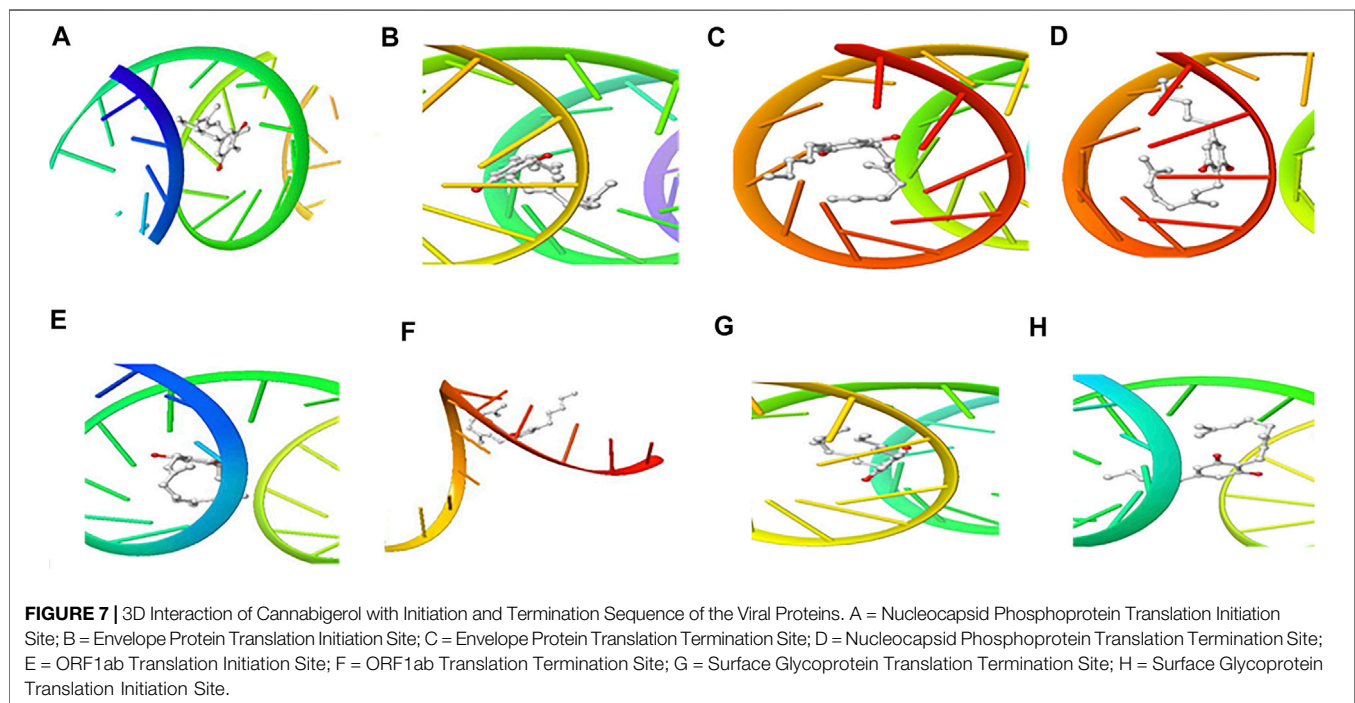 A
B
C
D
E
F
G
H
FIGURE 7 | 3D Interaction of Cannabigerol with Initiation and Termination Sequence of the Viral Proteins. A = Nucleocapsid Phosphoprotein Translation Initiation
Site; B = Envelope Protein Translation Initiation Site; C = Envelope Protein Translation Termination Site; D = Nucleocapsid Phosphoprotein Translation Termination Site;
E = ORF1ab Translation Initiation Site; F = ORF1ab Translation Termination Site; G = Surface Glycoprotein Translation Termination Site; H = Surface Glycoprotein
Translation Initiation Site.